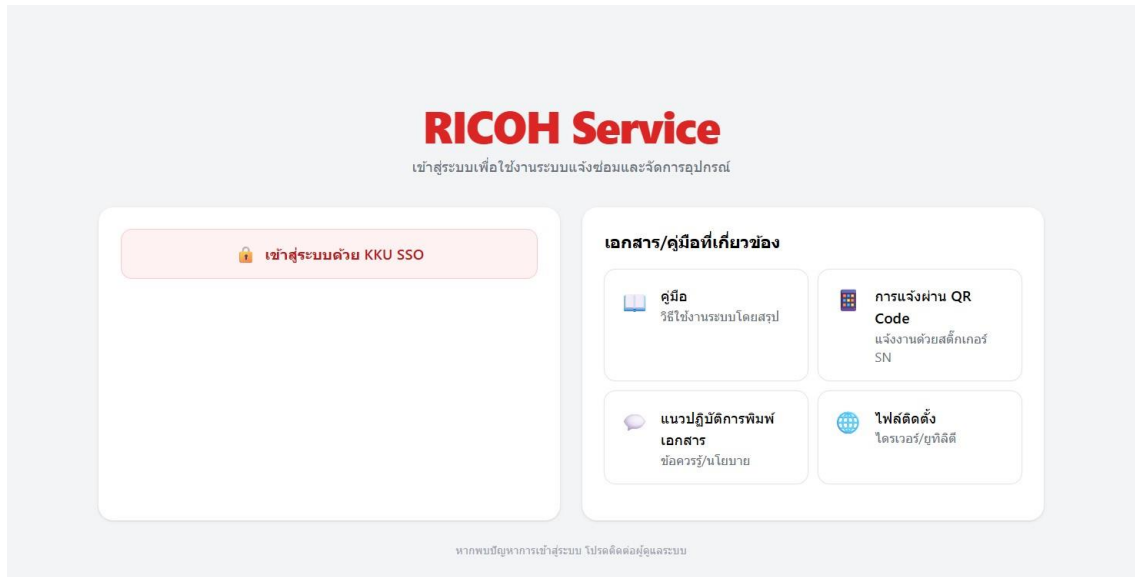 RICOH Service
เข้าสู่ระบบเพื่อใช้งานระบบแจ้งซ่อมและจัดการอุปกรณ์
เข้าสู่ระบบด้วย KKU SSO
เอกสาร/คู่มือที่เกี่ยวข้อง
คู่มือ
วิธีใช้งานระบบโดยสรุป
การแจ้งผ่าน QR
Code
แจ้งงานด้วยสติ๊กเกอร์
SN
แนวปฏิบัติการพิมพ์
เอกสาร
ข้อควรรู้/นโยบาย
ไฟล์ติดตั้ง
ไดรเวอร์/ยูทิลิตี
หากพบปัญหาการเข้าสู่ระบบ โปรดติดต่อผู้ดูแลระบบ